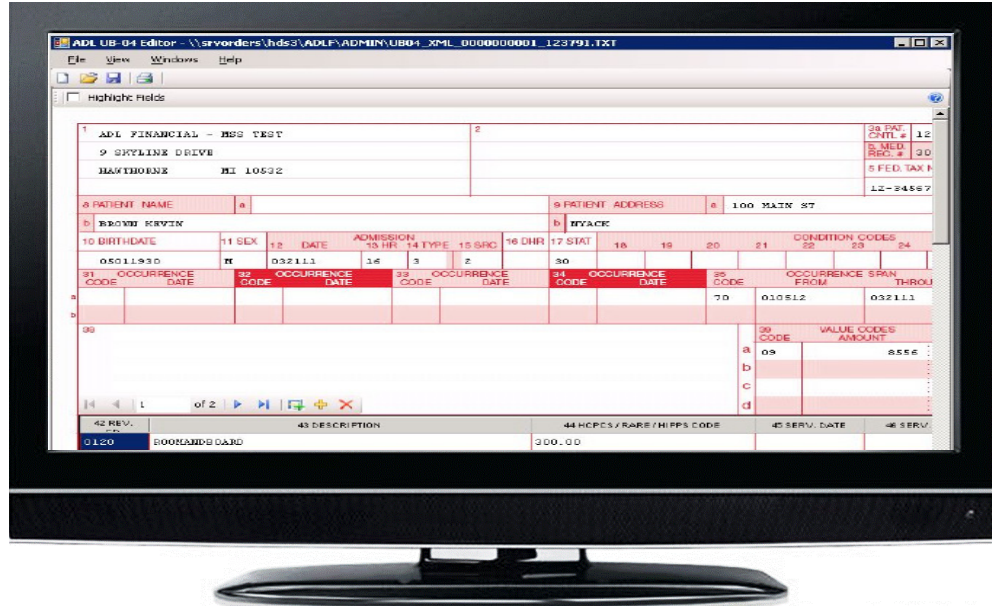 ADL UB-04 Editor - \\srvorders\hds3\ADLF\ADMIN\UB04_XML_0000000001_123791.TXT
File View Windows Help
Highlight Fields
1 ADL FINANCIAL - MSS TEST 2 3a PAT. CNTL # 12
9 SKYLINE DRIVE b. MED. REC. # 30
HAWTHORNE MI 10532 5 FED. TAX N
12-34567
8 PATIENT NAME a 9 PATIENT ADDRESS a 100 MAIN ST
b BROWN KEVIN b NYACK
10 BIRTHDATE 11 SEX 12 DATE ADMISSION 13 HR 14 TYPE 15 SRC 16 DHR 17 STAT 18 19 20 21 CONDITION CODES 22 23 24
05011930 M 032111 16 3 2 30
31 OCCURRENCE CODE DATE 32 OCCURRENCE CODE DATE 33 OCCURRENCE CODE DATE 34 OCCURRENCE CODE DATE 35 CODE OCCURRENCE SPAN FROM THROU
a 70 010512 032111
b
38 39 CODE VALUE CODES AMOUNT
a 09 8556
b
c
1 of 2 d
42 REV. CD. 43 DESCRIPTION 44 HCPCS / RARE / HIPPS CODE 45 SERV. DATE 46 SERV.
0120 ROOMANDBOARD 300.00